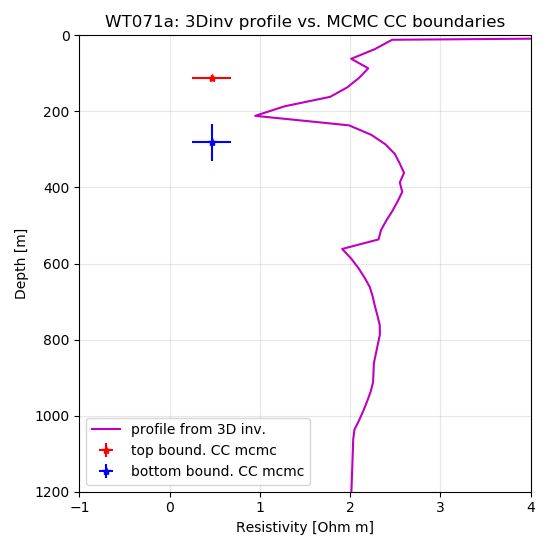 WT071a: 3Dinv profile vs. MCMC CC boundaries
0
200
400
600
800
1000
1200
Depth [m]
profile from 3D inv.
top bound. CC mcmc
bottom bound. CC mcmc
−1 0 1 2 3 4
Resistivity [Ohm m]